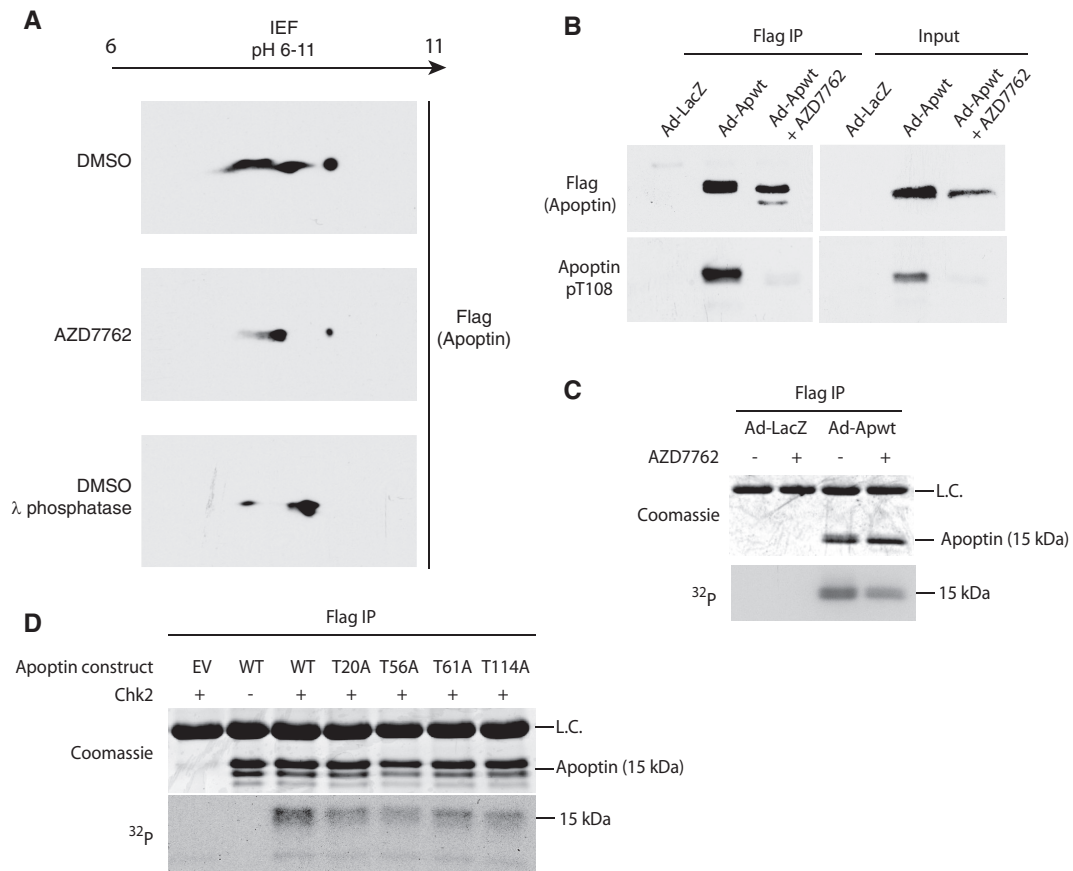 A
IEF
pH 6-11
6
11
DMSO
AZD7762
DMSO
λ phosphatase
Flag
(Apoptin)
B
Flag IP
Input
Ad-LacZ
Ad-Apwt
Ad-Apwt
+ AZD7762
Ad-LacZ
Ad-Apwt
Ad-Apwt
+ AZD7762
Flag
(Apoptin)
Apoptin
pT108
C
Flag IP
Ad-LacZ Ad-Apwt
AZD7762 - + - +
Coomassie
L.C.
Apoptin (15 kDa)
32P
15 kDa
D
Flag IP
Apoptin construct EV WT WT T20A T56A T61A T114A
Chk2 + - + + + + +
Coomassie
L.C.
Apoptin (15 kDa)
32P
15 kDa